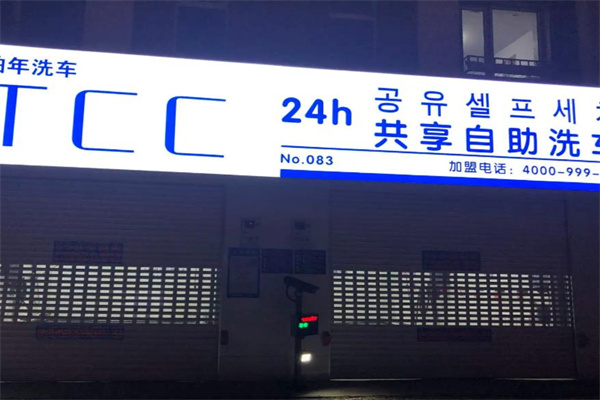 年洗车
TCC
24h
공유셀프세
共享自助洗车
No.083
加盟电话：4000-999-